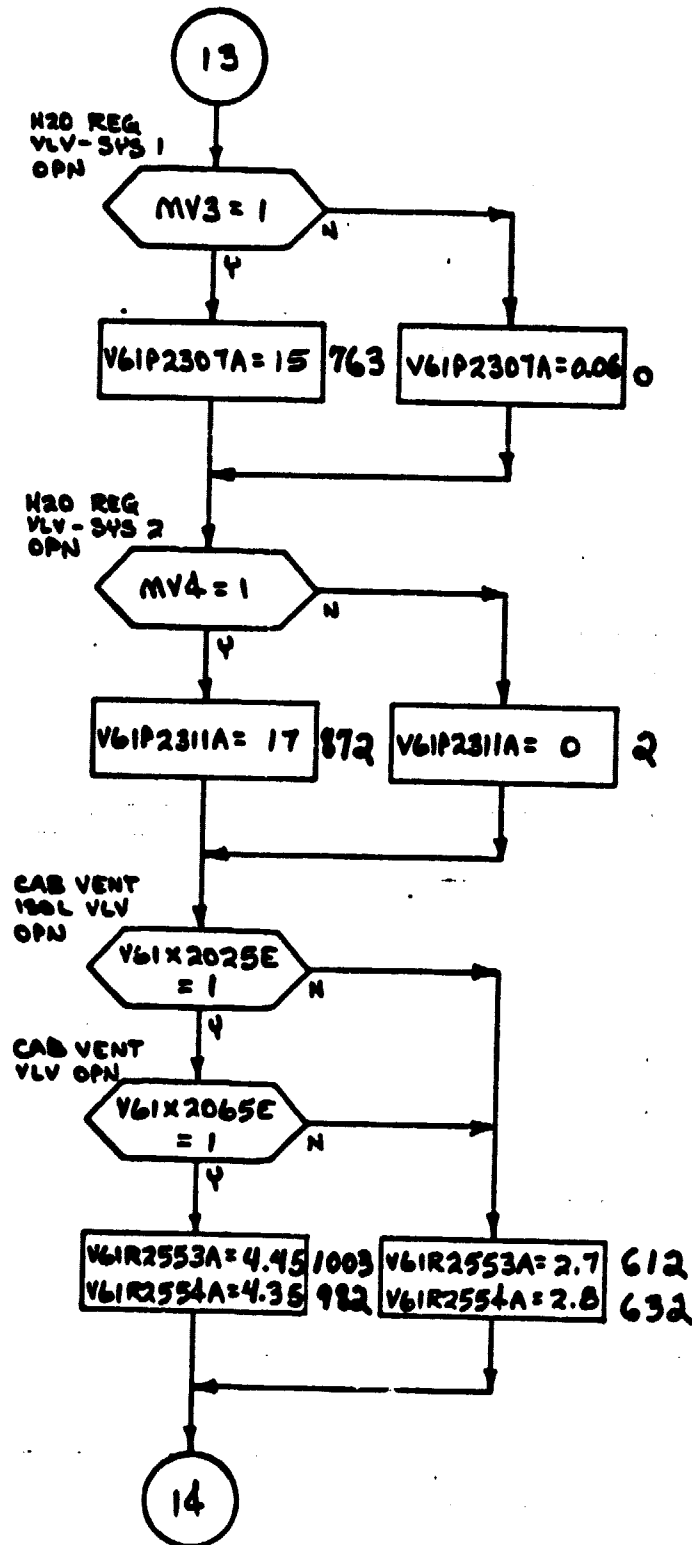 13
H2O REG
VLV-SYS 1
OPN
MV3 = 1
N
Y
V61P2307A = 15 763
V61P2307A = 0.06 0
H2O REG
VLV - SYS 2
OPN
MV4 = 1
N
Y
V61P2311A = 17 872
V61P2311A = 0 2
CAB VENT
ISOL VLV
OPN
V61X2025E
= 1
N
Y
CAB VENT
VLV OPN
V61X2065E
= 1
N
Y
V61R2553A = 4.45 1003
V61R2554A = 4.35 982
V61R2553A = 2.7 612
V61R2554A = 2.8 632
14